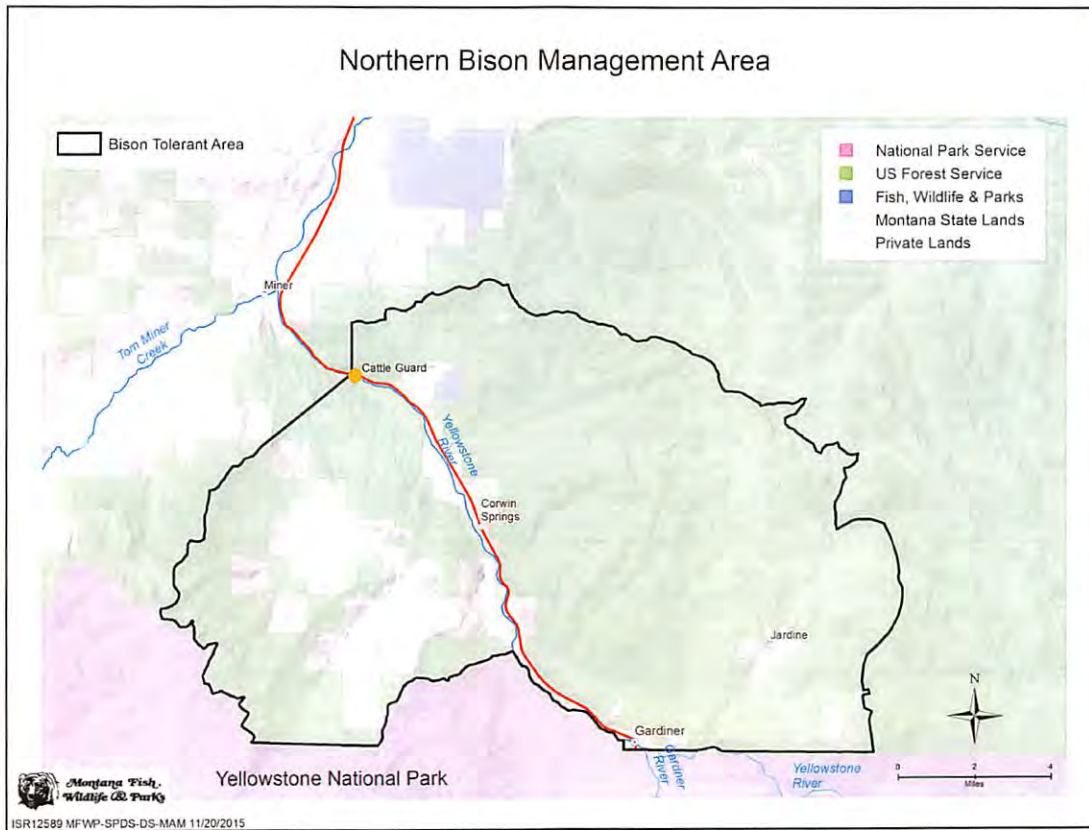 Northern Bison Management Area
Bison Tolerant Area
National Park Service
US Forest Service
Fish, Wildlife & Parks
Montana State Lands
Private Lands
Miner
Tom Miner
Creek
Cattle Guard
Yellowstone
River
Corwin
Springs
Jardine
N
Gardiner
Gardner
River
Yellowstone
River
Yellowstone National Park
0 2 4
Miles
Montana Fish,
Wildlife & Parks
ISR12589 MFWP-SPDS-DS-MAM 11/20/2015